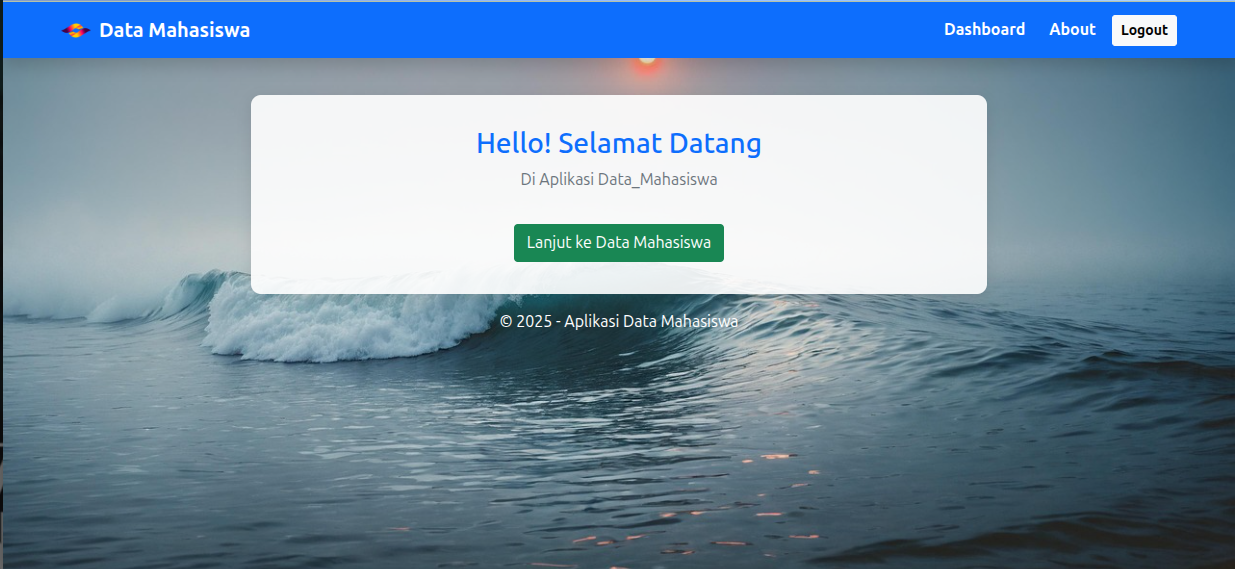 Data Mahasiswa
Dashboard
About
Logout
Hello! Selamat Datang
Di Aplikasi Data_Mahasiswa
Lanjut ke Data Mahasiswa
© 2025 - Aplikasi Data Mahasiswa